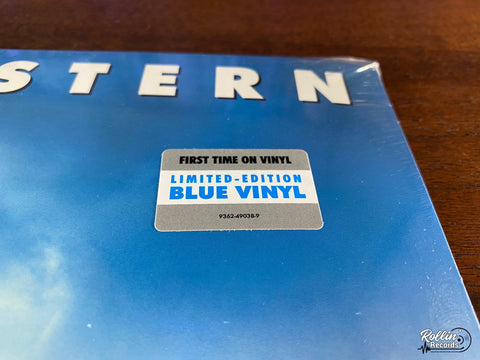 STERN
FIRST TIME ON VINYL
LIMITED-EDITION
BLUE VINYL
9362-49038-9
Rollin'
Records